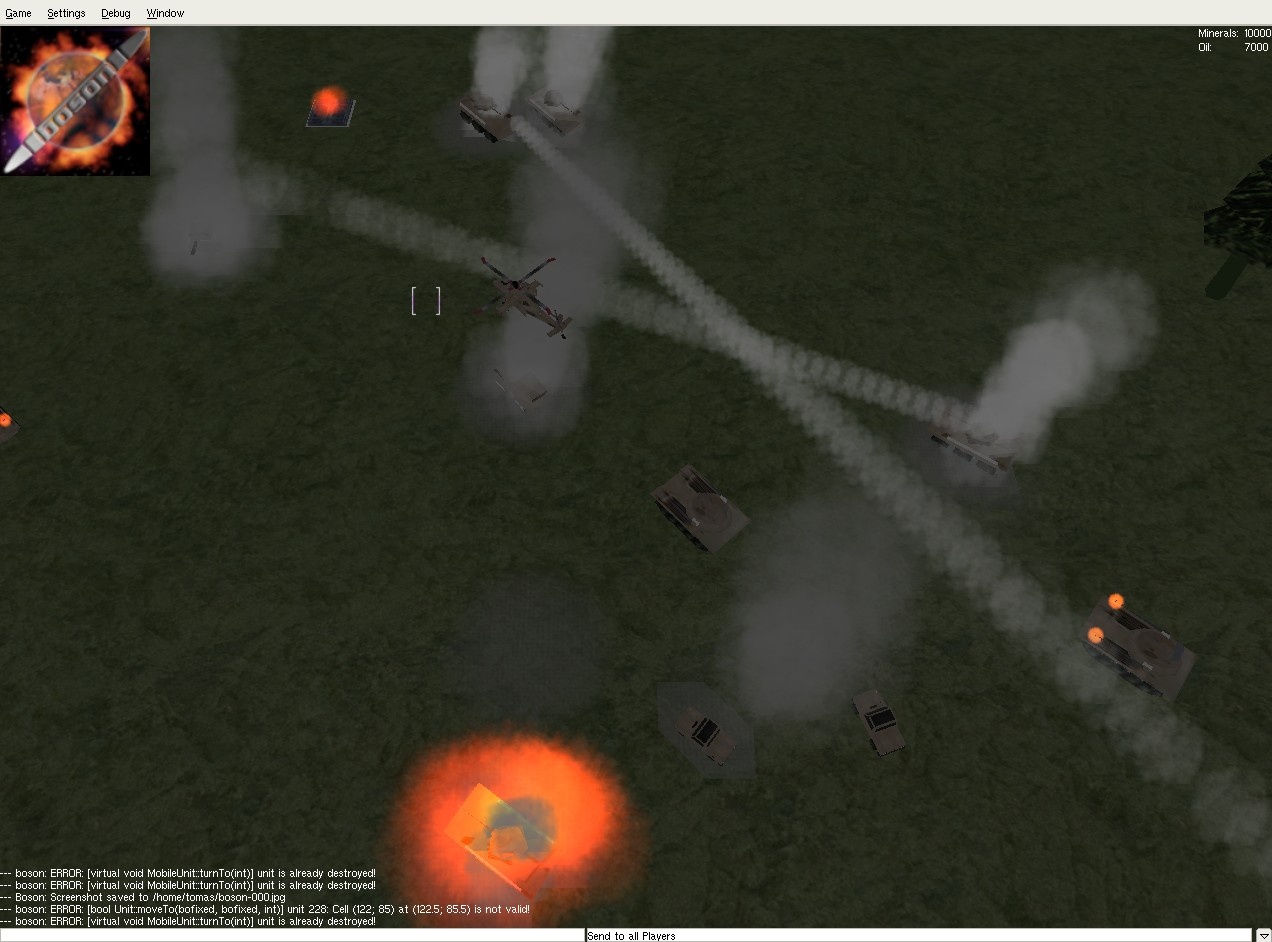 Game Settings Debug Window
boson
Minerals: 10000
Oil: 7000
--- boson: ERROR: [virtual void MobileUnit::turnTo(int)] unit is already destroyed!
--- boson: ERROR: [virtual void MobileUnit::turnTo(int)] unit is already destroyed!
--- Boson: Screenshot saved to /home/tomas/boson-000.jpg
--- boson: ERROR: [bool Unit::moveTo(bofixed, bofixed, int)] unit 228: Cell (122; 85) at (122.5; 85.5) is not valid!
--- boson: ERROR: [virtual void MobileUnit::turnTo(int)] unit is already destroyed!
Send to all Players